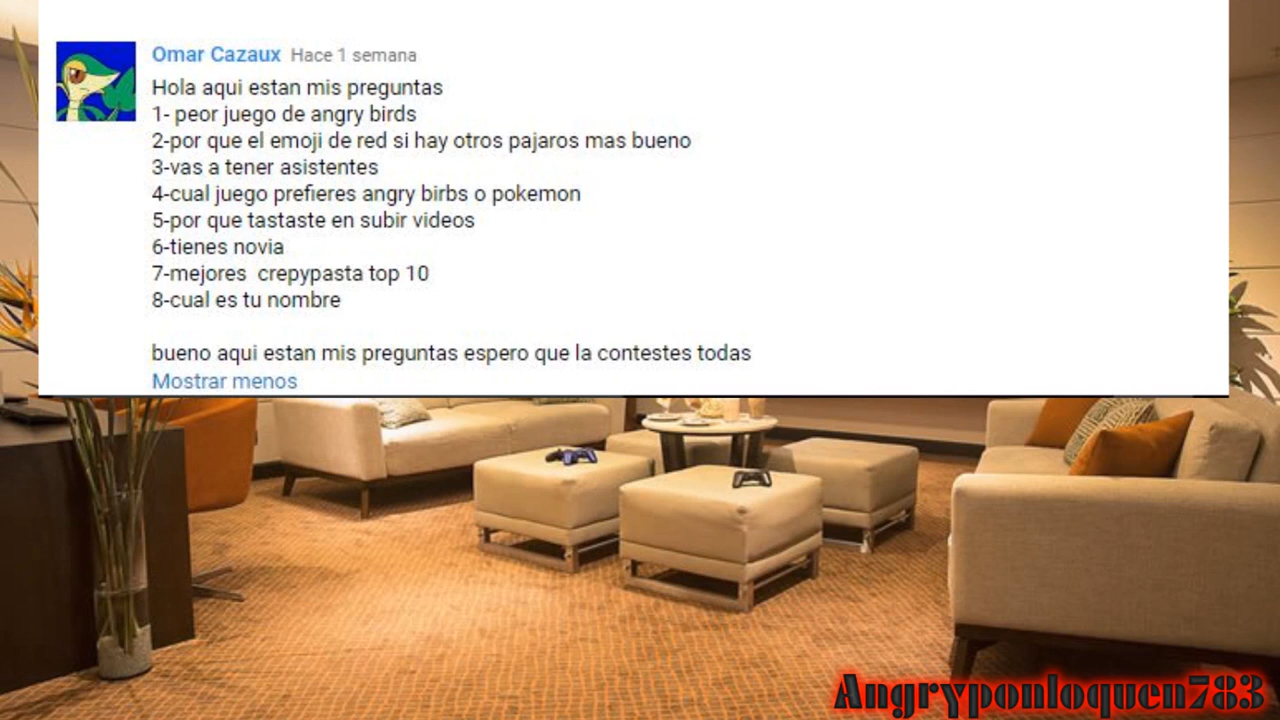 Omar Cazaux Hace 1 semana
Hola aqui estan mis preguntas
1- peor juego de angry birds
2-por que el emoji de red si hay otros pajaros mas bueno
3-vas a tener asistentes
4-cual juego prefieres angry birbs o pokemon
5-por que tastaste en subir videos
6-tienes novia
7-mejores  crepypasta top 10
8-cual es tu nombre
bueno aqui estan mis preguntas espero que la contestes todas
Mostrar menos
Angryponloquen783